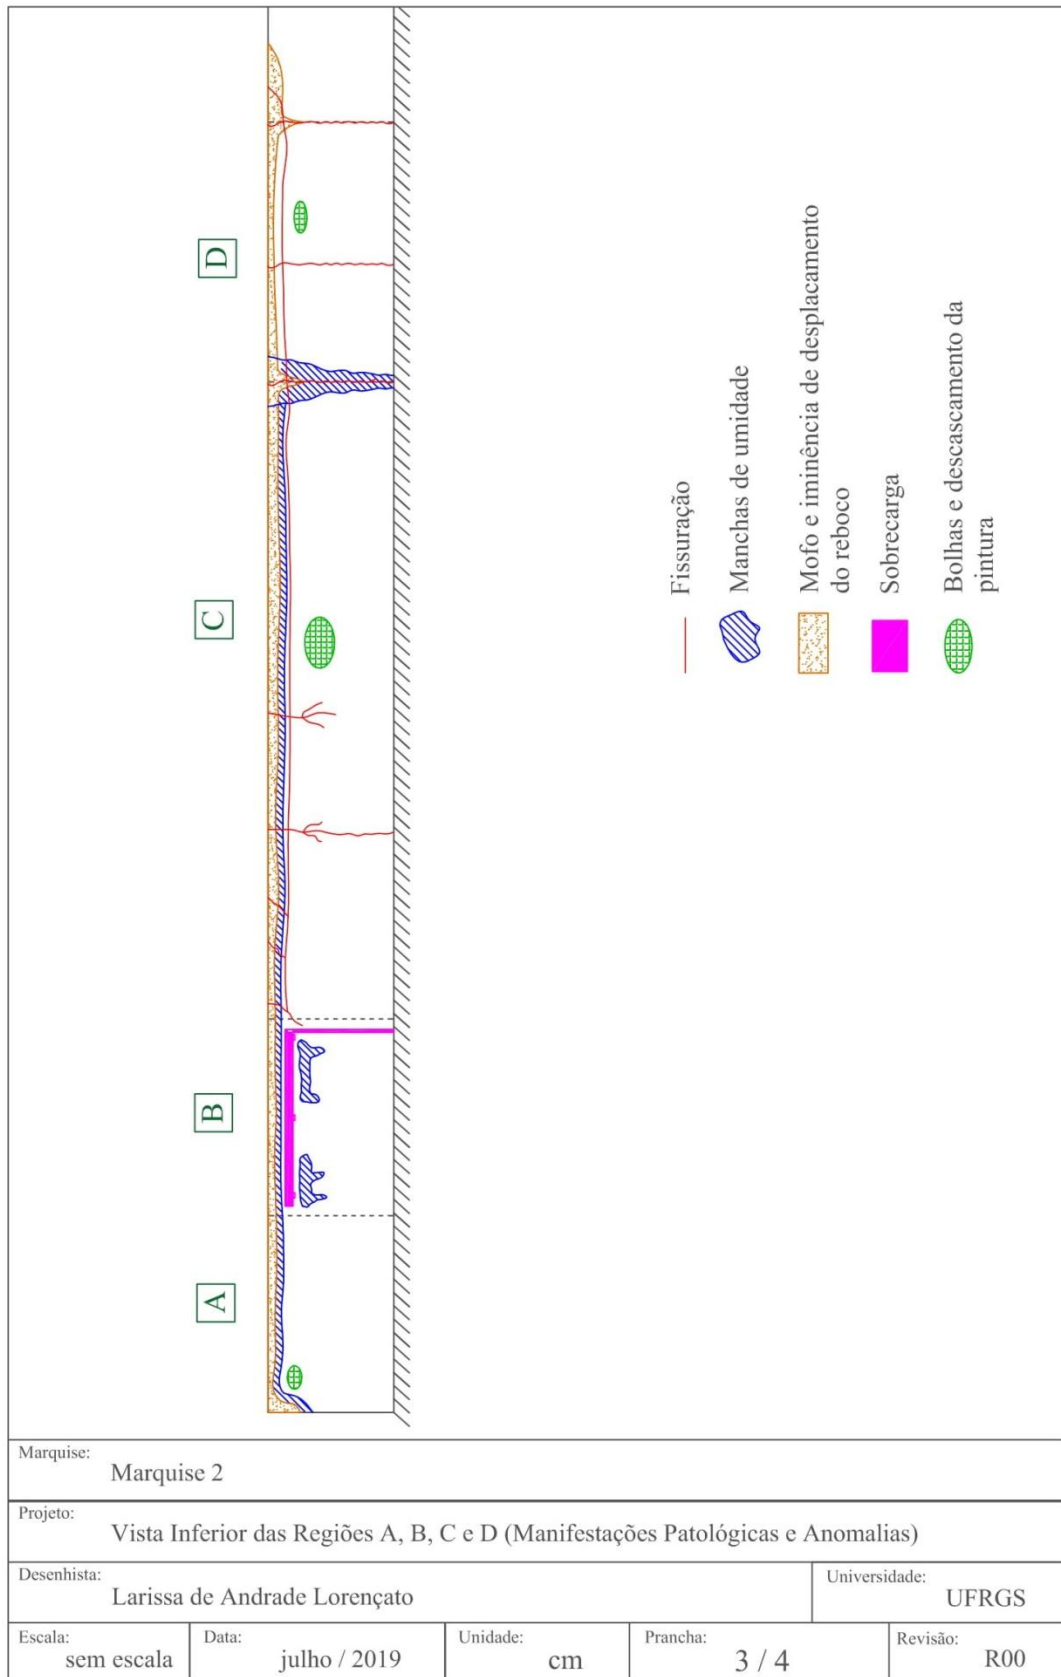 D
C
B
A
Fissuração
Manchas de umidade
Mofo e iminência de desplacamento
do reboco
Sobrecarga
Bolhas e descascamento da
pintura
Marquise:
Marquise 2
Projeto:
Vista Inferior das Regiões A, B, C e D (Manifestações Patológicas e Anomalias)
Desenhista:
Larissa de Andrade Lorençato
Universidade:
UFRGS
Escala:
sem escala
Data:
julho / 2019
Unidade:
cm
Prancha:
3 / 4
Revisão:
R00